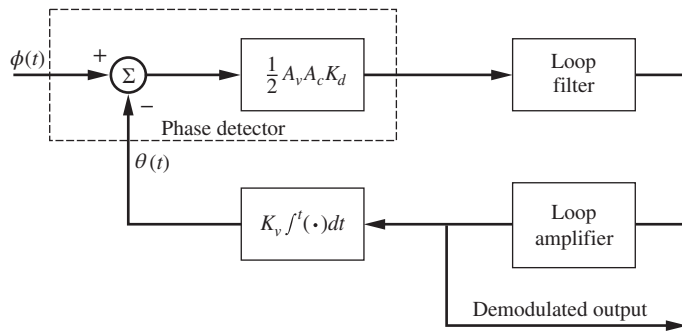 ϕ(t)
+
Σ
−
1/2 A_v A_c K_d
Loop
filter
Phase detector
θ(t)
K_v ∫^t (•)dt
Loop
amplifier
Demodulated output